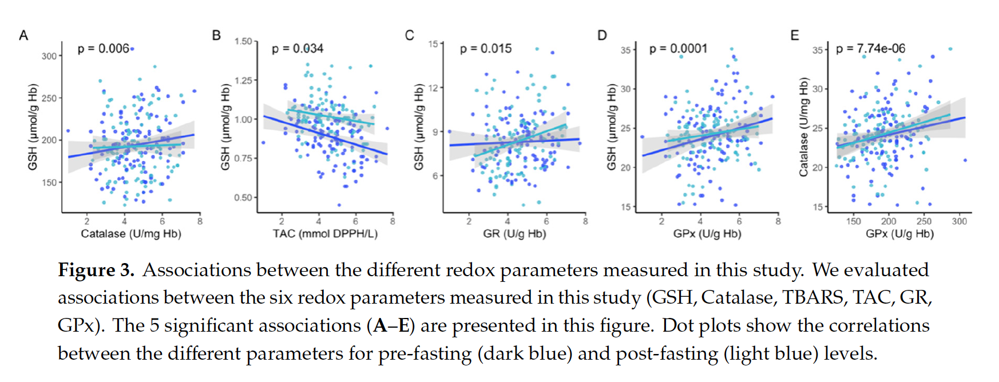 A
p = 0.006
GSH (µmol/g Hb)
300
250
200
150
2 4 6 8
Catalase (U/mg Hb)
B
p = 0.034
GSH (µmol/g Hb)
1.50
1.25
1.00
0.75
0.50
2 4 6 8
TAC (mmol DPPH/L)
C
p = 0.015
GSH (µmol/g Hb)
15
12
9
6
2 4 6 8
GR (U/g Hb)
D
p = 0.0001
GSH (µmol/g Hb)
35
30
25
20
15
2 4 6 8
GPx (U/g Hb)
E
p = 7.74e-06
Catalase (U/mg Hb)
35
30
25
20
15
150 200 250 300
GPx (U/g Hb)
Figure 3. Associations between the different redox parameters measured in this study. We evaluated
associations between the six redox parameters measured in this study (GSH, Catalase, TBARS, TAC, GR,
GPx). The 5 significant associations (A–E) are presented in this figure. Dot plots show the correlations
between the different parameters for pre-fasting (dark blue) and post-fasting (light blue) levels.